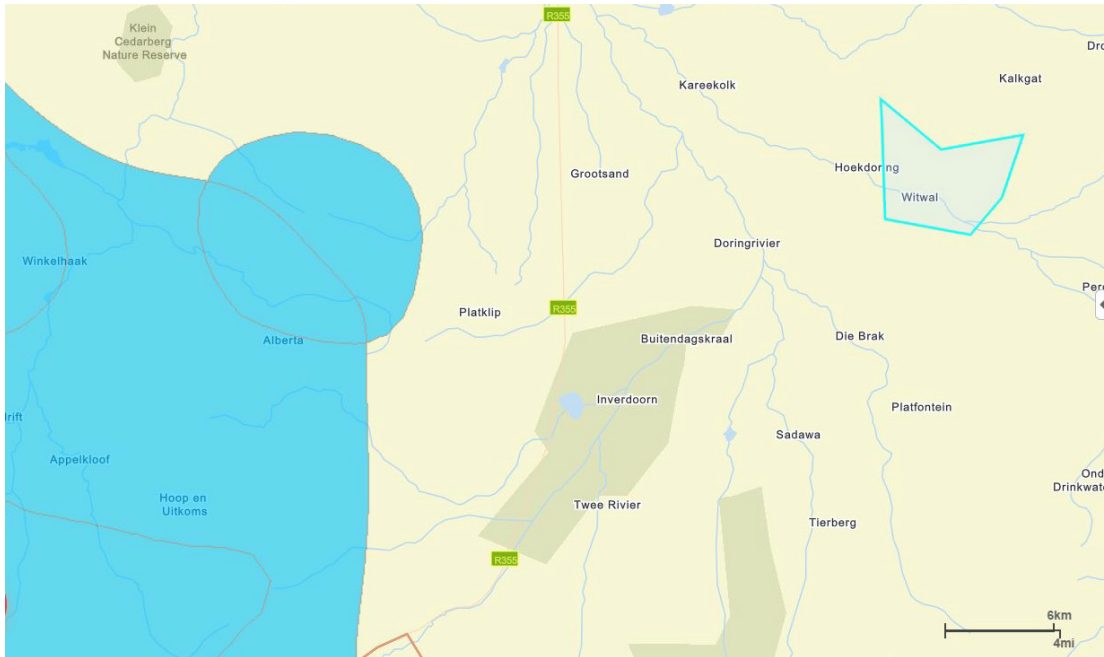 R355
Klein
Cedarberg
Nature Reserve
Kalkgat
Kareekolk
Grootsand
Hoekdoring
Witwal
Doringrivier
Winkelhaak
Platklip
R355
Alberta
Buitendagskraal
Die Brak
Inverdoorn
Platfontein
Sadawa
Appelkloof
Hoop en
Uitkoms
Twee Rivier
Tierberg
R355
6km
4mi